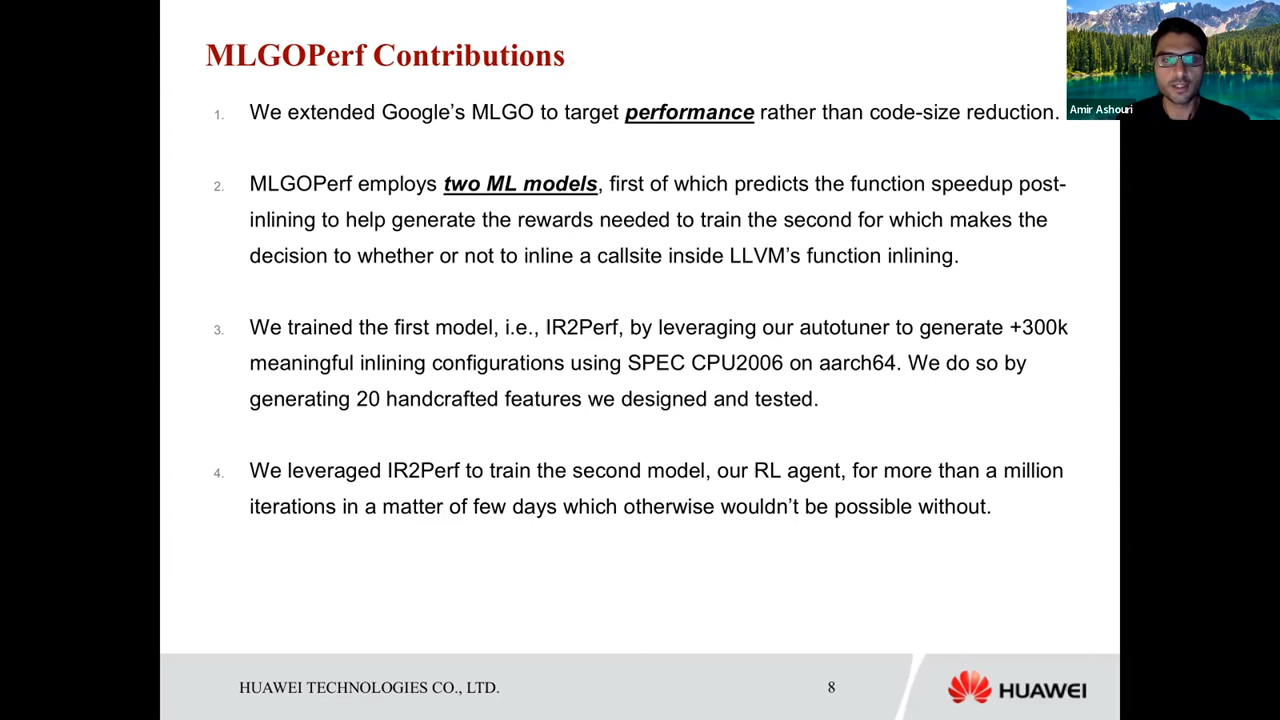 MLGOPerf Contributions
1. We extended Google's MLGO to target performance rather than code-size reduction.
2. MLGOPerf employs two ML models, first of which predicts the function speedup post-
inlining to help generate the rewards needed to train the second for which makes the
decision to whether or not to inline a callsite inside LLVM's function inlining.
3. We trained the first model, i.e., IR2Perf, by leveraging our autotuner to generate +300k
meaningful inlining configurations using SPEC CPU2006 on aarch64. We do so by
generating 20 handcrafted features we designed and tested.
4. We leveraged IR2Perf to train the second model, our RL agent, for more than a million
iterations in a matter of few days which otherwise wouldn't be possible without.
Amir Ashouri
HUAWEI TECHNOLOGIES CO., LTD.
8
HUAWEI